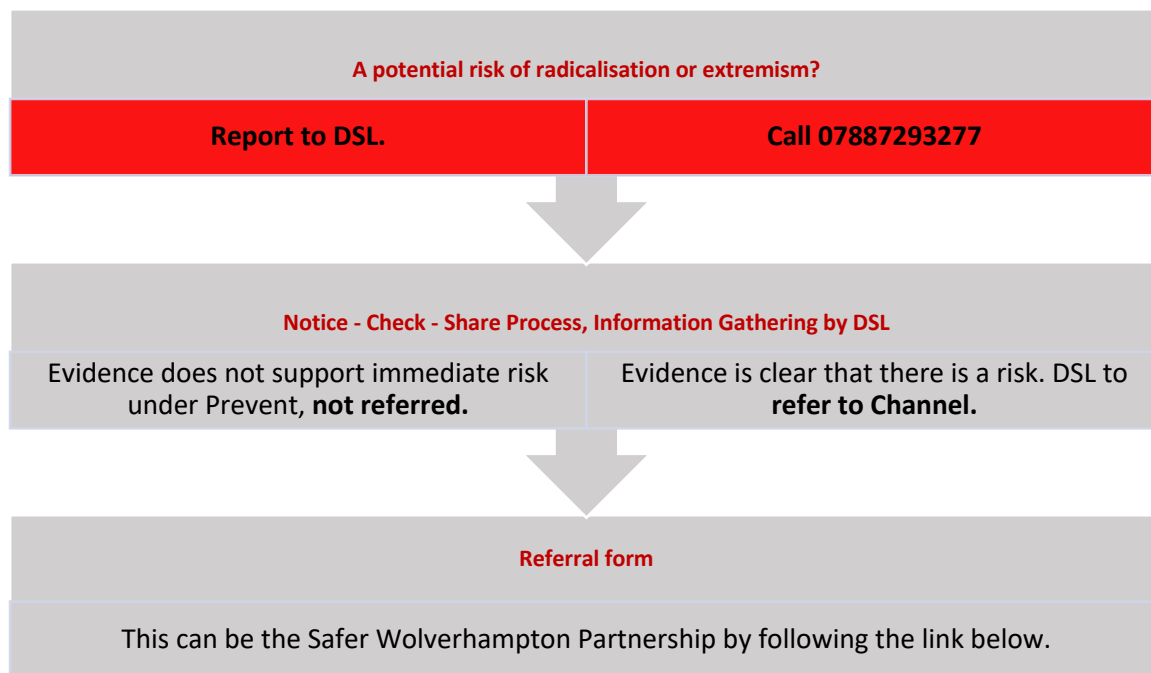 A potential risk of radicalisation or extremism?
Report to DSL.
Call 07887293277
Notice - Check - Share Process, Information Gathering by DSL
Evidence does not support immediate risk
under Prevent, not referred.
Evidence is clear that there is a risk. DSL to
refer to Channel.
Referral form
This can be the Safer Wolverhampton Partnership by following the link below.